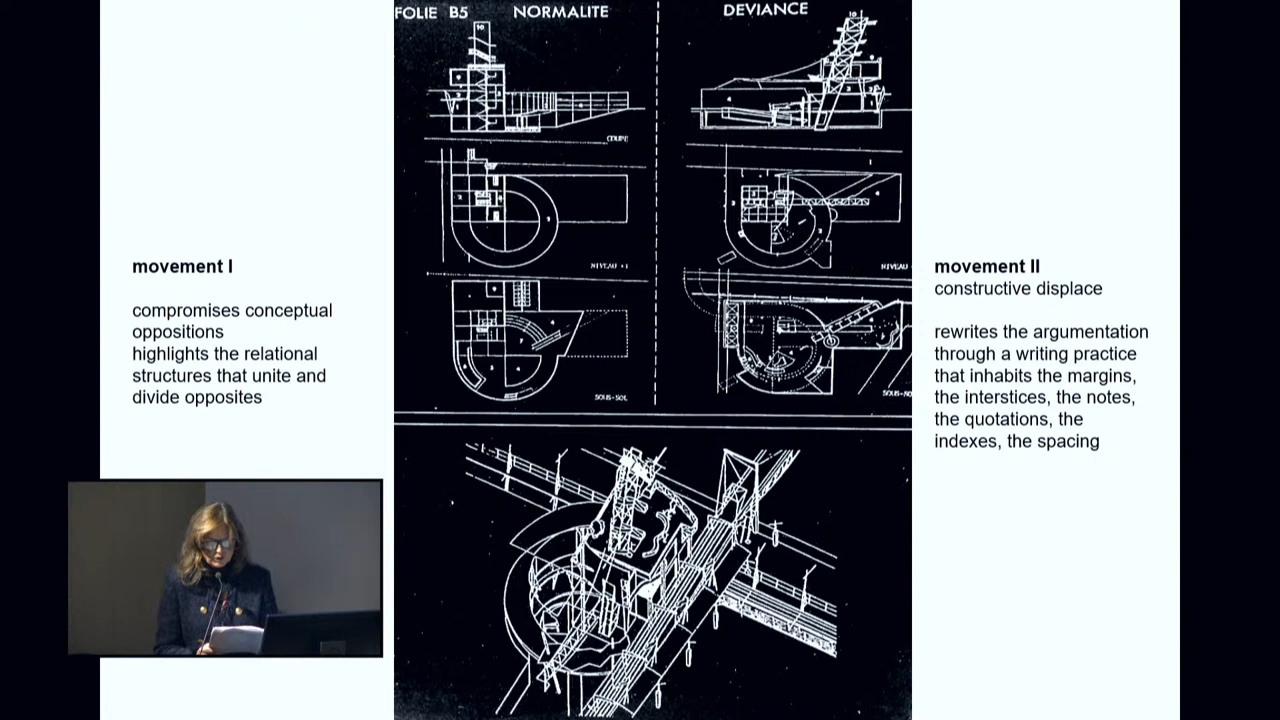 FOLIE B5 NORMALITE
DEVIANCE
COUPE
NIVEAU +1
NIVEAU
SOUS-SOL
movement I
compromises conceptual
oppositions
highlights the relational
structures that unite and
divide opposites
movement II
constructive displace
rewrites the argumentation
through a writing practice
that inhabits the margins,
the interstices, the notes,
the quotations, the
indexes, the spacing